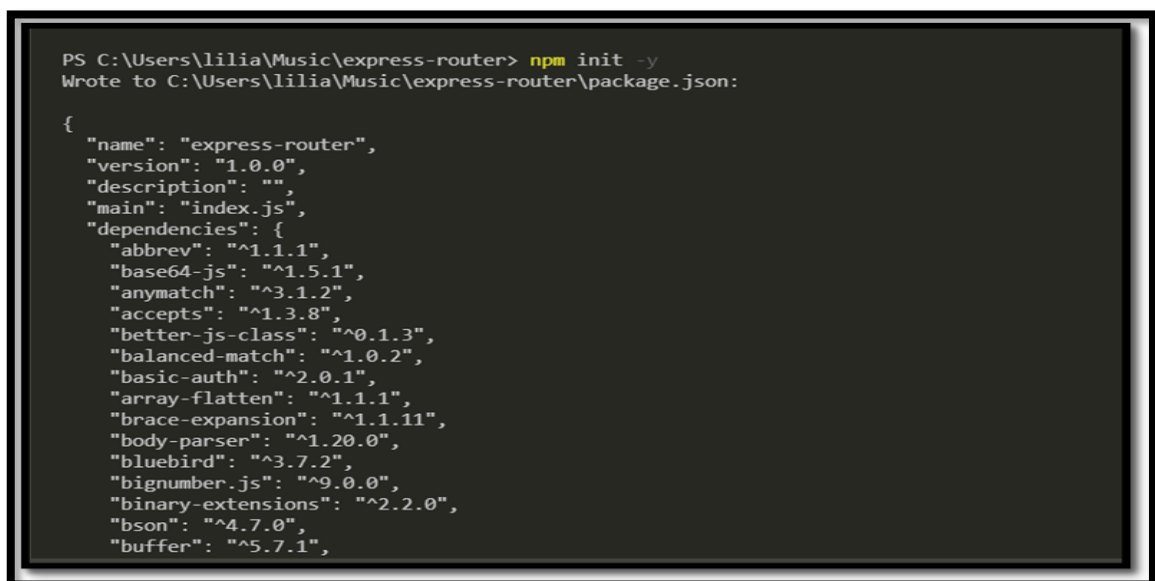 PS C:\Users\lilia\Music\express-router> npm init -y
Wrote to C:\Users\lilia\Music\express-router\package.json:
{
"name": "express-router",
"version": "1.0.0",
"description": "",
"main": "index.js",
"dependencies": {
"abbrev": "^1.1.1",
"base64-js": "^1.5.1",
"anymatch": "^3.1.2",
"accepts": "^1.3.8",
"better-js-class": "^0.1.3",
"balanced-match": "^1.0.2",
"basic-auth": "^2.0.1",
"array-flatten": "^1.1.1",
"brace-expansion": "^1.1.11",
"body-parser": "^1.20.0",
"bluebird": "^3.7.2",
"bignumber.js": "^9.0.0",
"binary-extensions": "^2.2.0",
"bson": "^4.7.0",
"buffer": "^5.7.1",